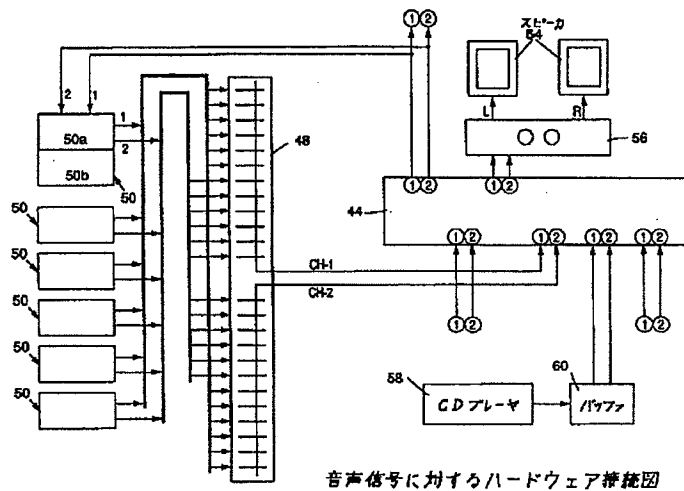 ① ②
スピーカ
54
2 1
L R
1
50a
2
50b
50
48
56
① ② ① ②
44
50
① ② ① ② ① ② ① ②
50
CH-1
CH-2
50
① ② ① ②
50
58
60
CDプレーヤ
バッファ
50
音声信号に対するハードウェア接続図